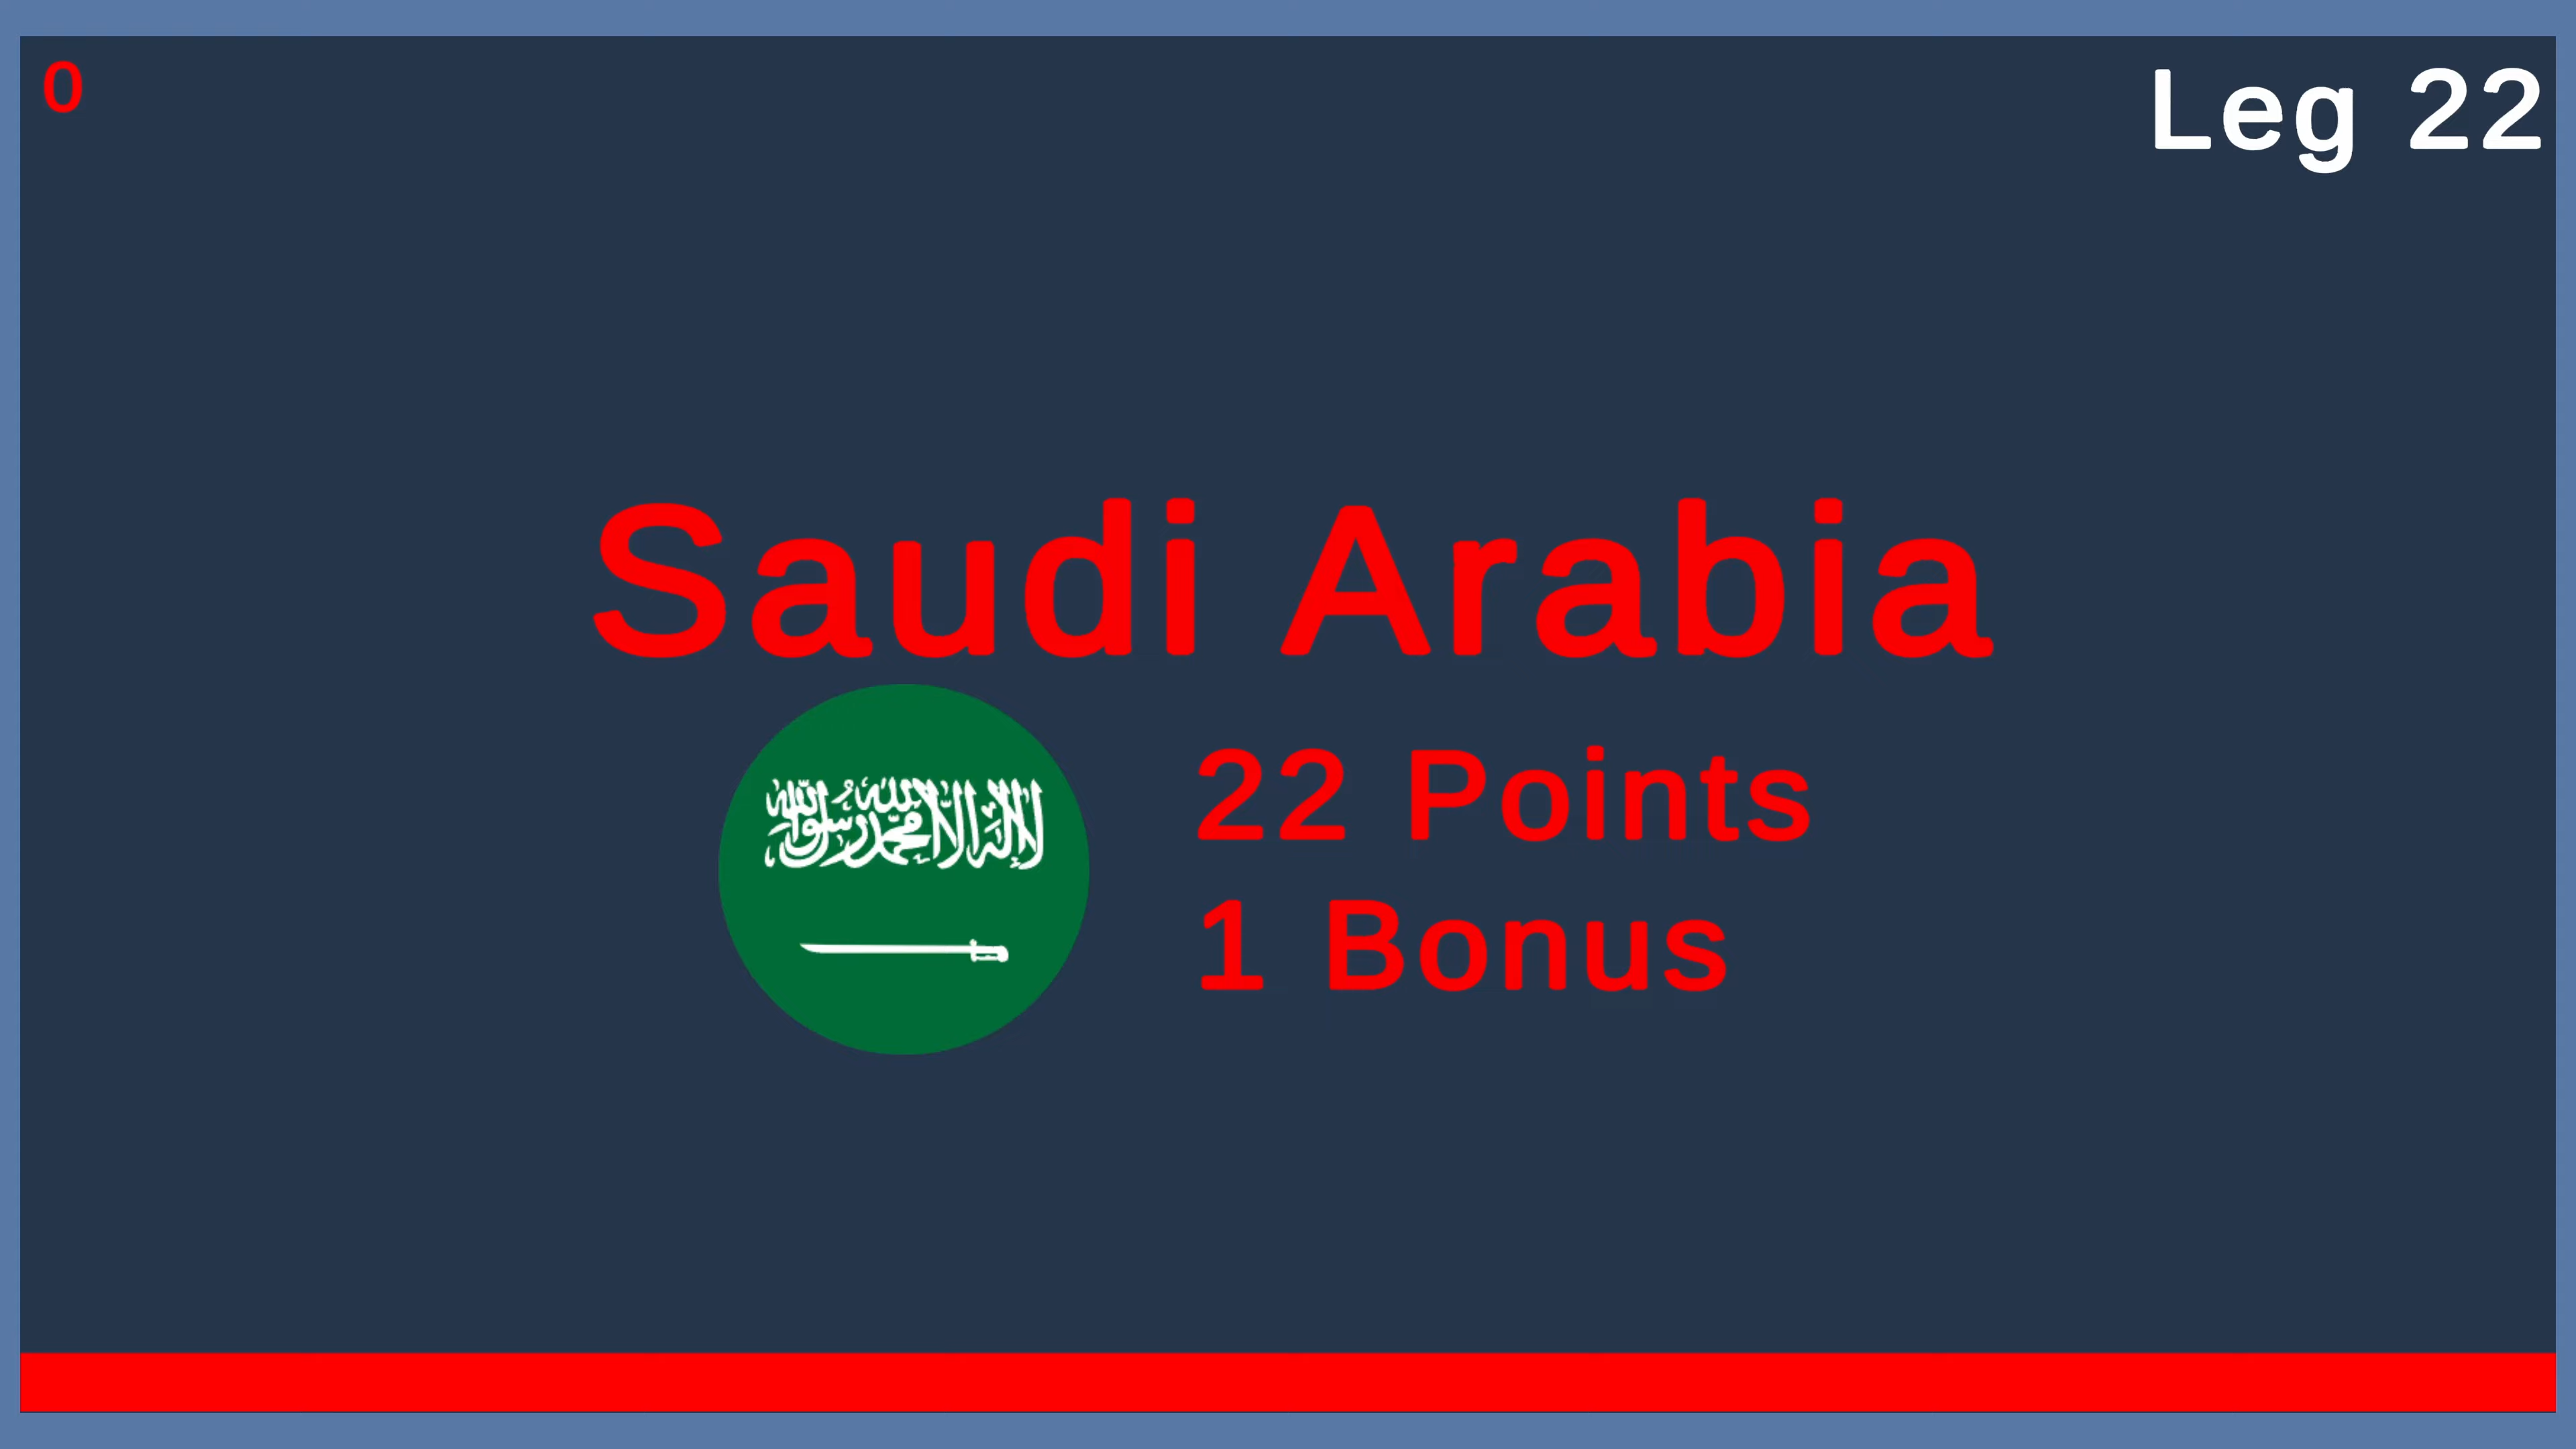 0
Leg 22
Saudi Arabia
لا إله إلا الله محمد رسول الله
22 Points
1 Bonus